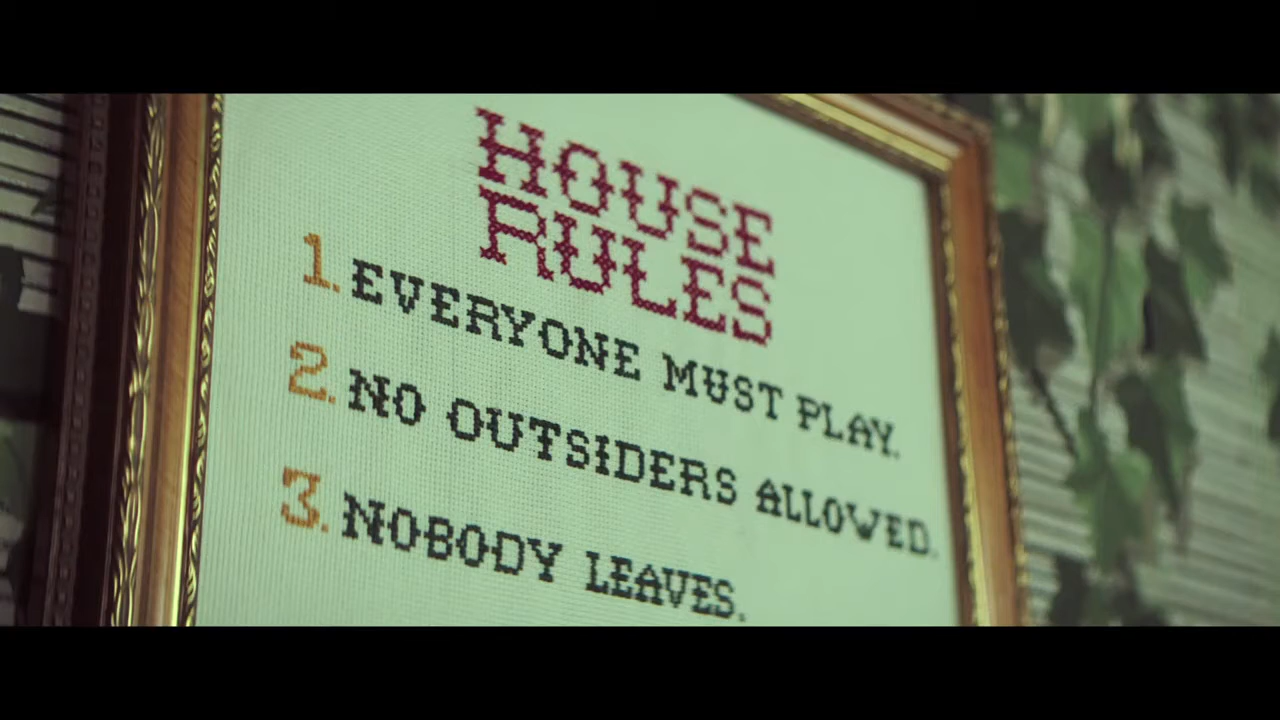 HOUSE
RULES
1. EVERYONE MUST PLAY.
2. NO OUTSIDERS ALLOWED.
3. NOBODY LEAVES.